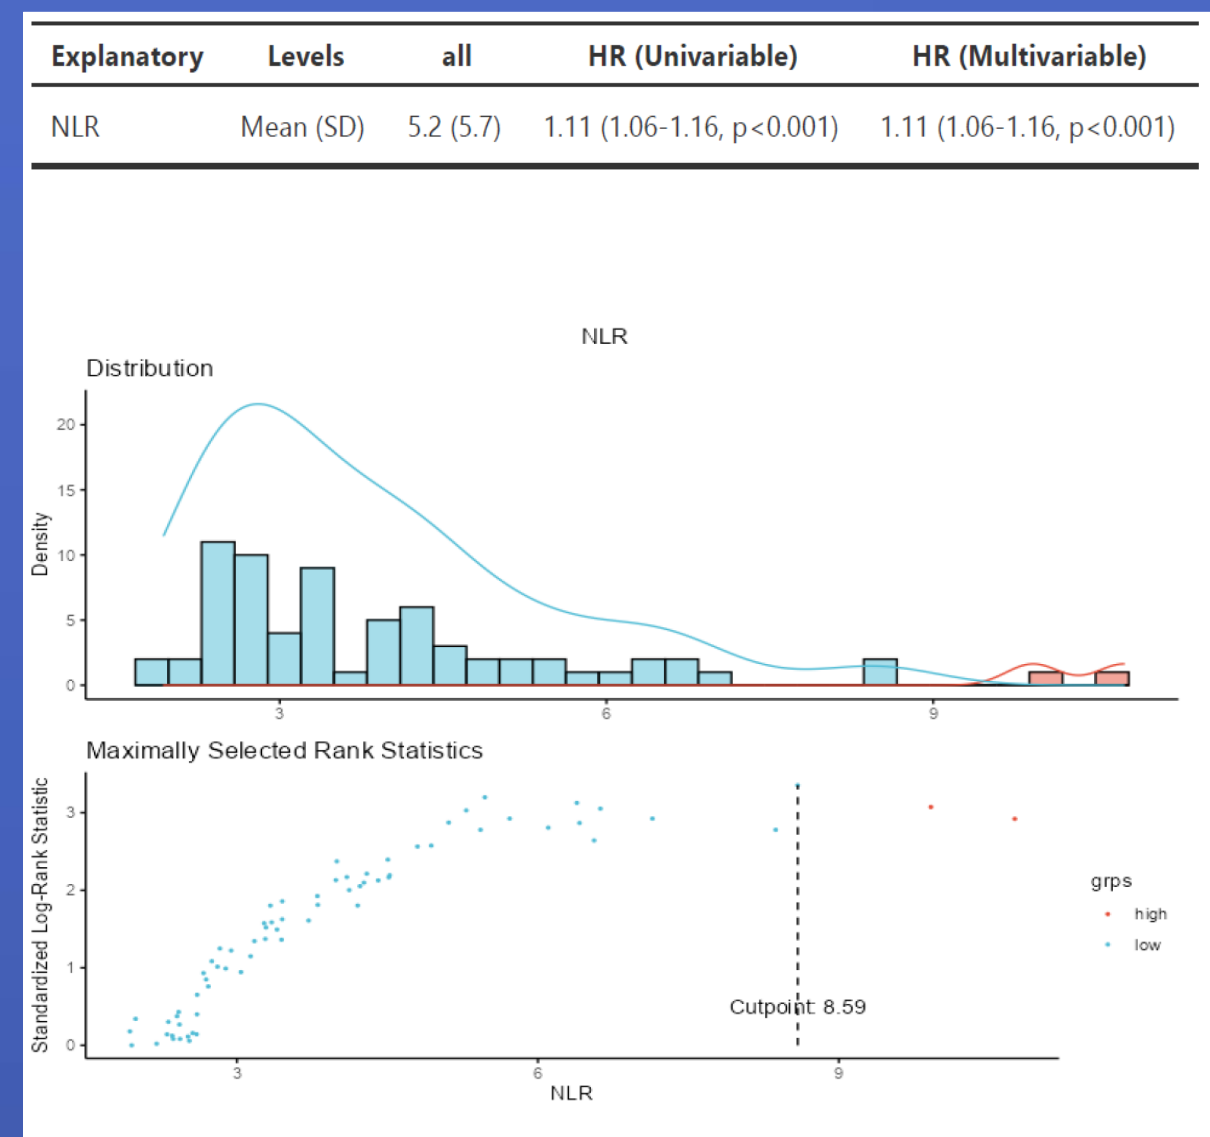 Explanatory Levels all HR (Univariable) HR (Multivariable)
NLR Mean (SD) 5.2 (5.7) 1.11 (1.06-1.16, p<0.001) 1.11 (1.06-1.16, p<0.001)
NLR
Distribution
Density
20
15
10
5
0
3 6 9
Maximally Selected Rank Statistics
Standardized Log-Rank Statistic
3
2
1
0
Cutpoint: 8.59
grps
high
low
3 6 9
NLR